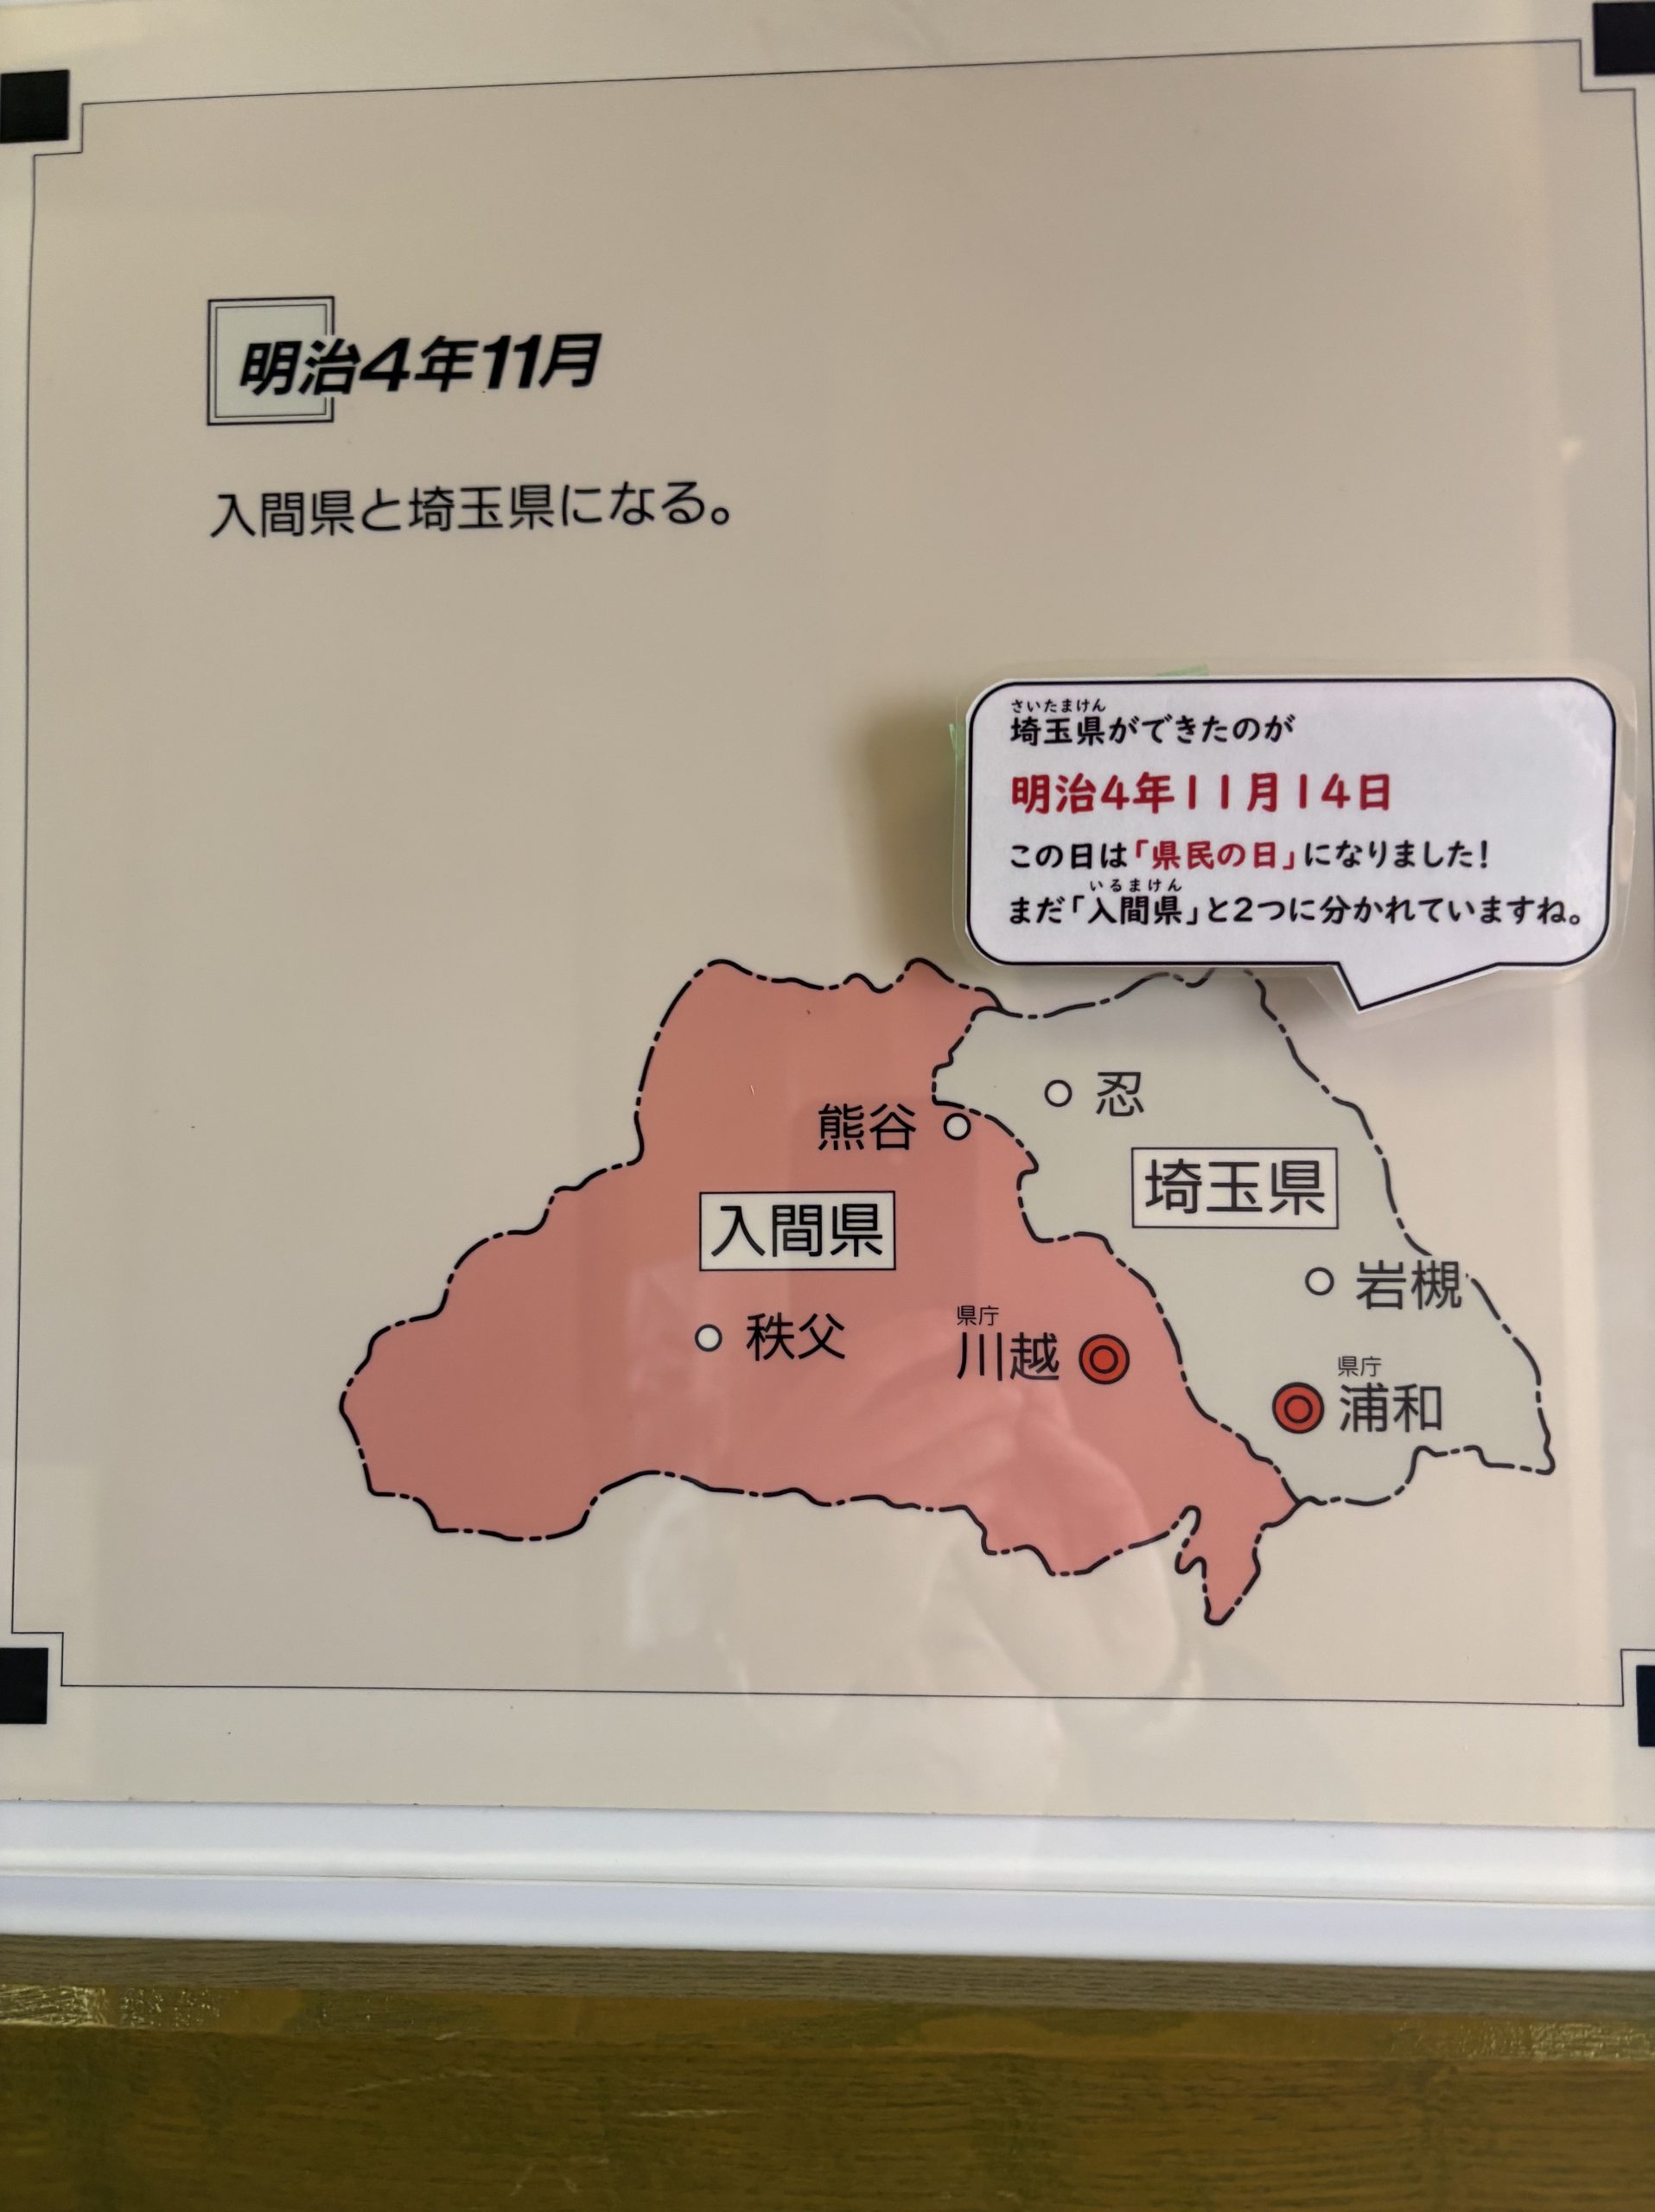 明治4年11月
入間県と埼玉県になる。
さいたまけん
埼玉県ができたのが
明治4年11月14日
この日は「県民の日」になりました!
いるまけん
まだ「入間県」と2つに分かれていますね。
忍
熊谷
埼玉県
入間県
岩槻
秩父
県庁
川越
県庁
浦和